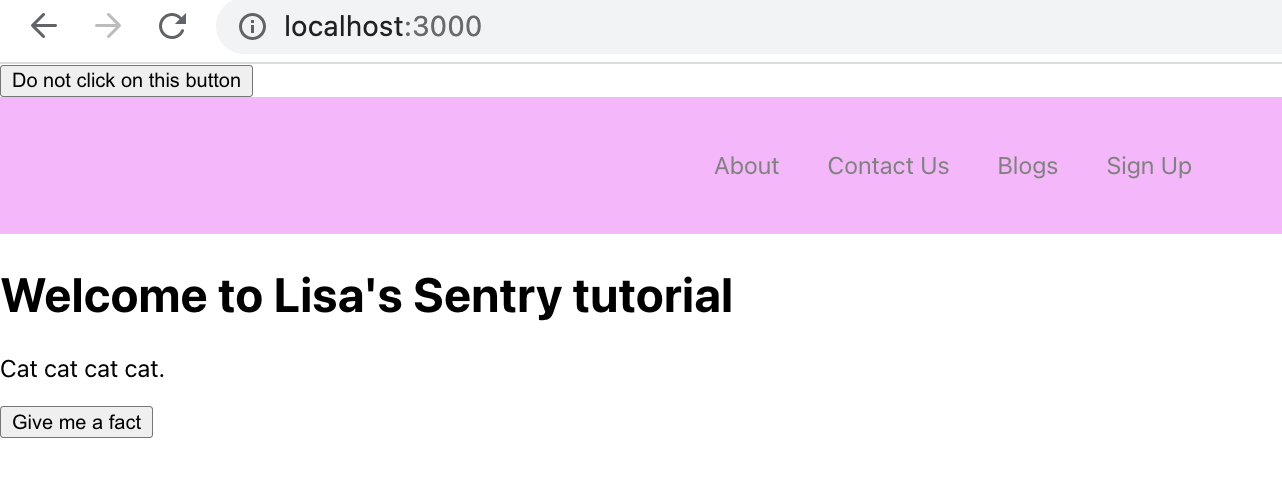 localhost:3000
Do not click on this button
About Contact Us Blogs Sign Up
Welcome to Lisa's Sentry tutorial
Cat cat cat cat.
Give me a fact